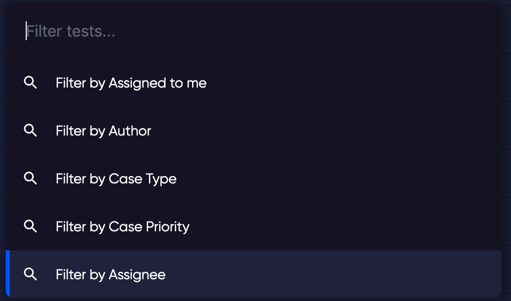 Filter tests...
Filter by Assigned to me
Filter by Author
Filter by Case Type
Filter by Case Priority
Filter by Assignee